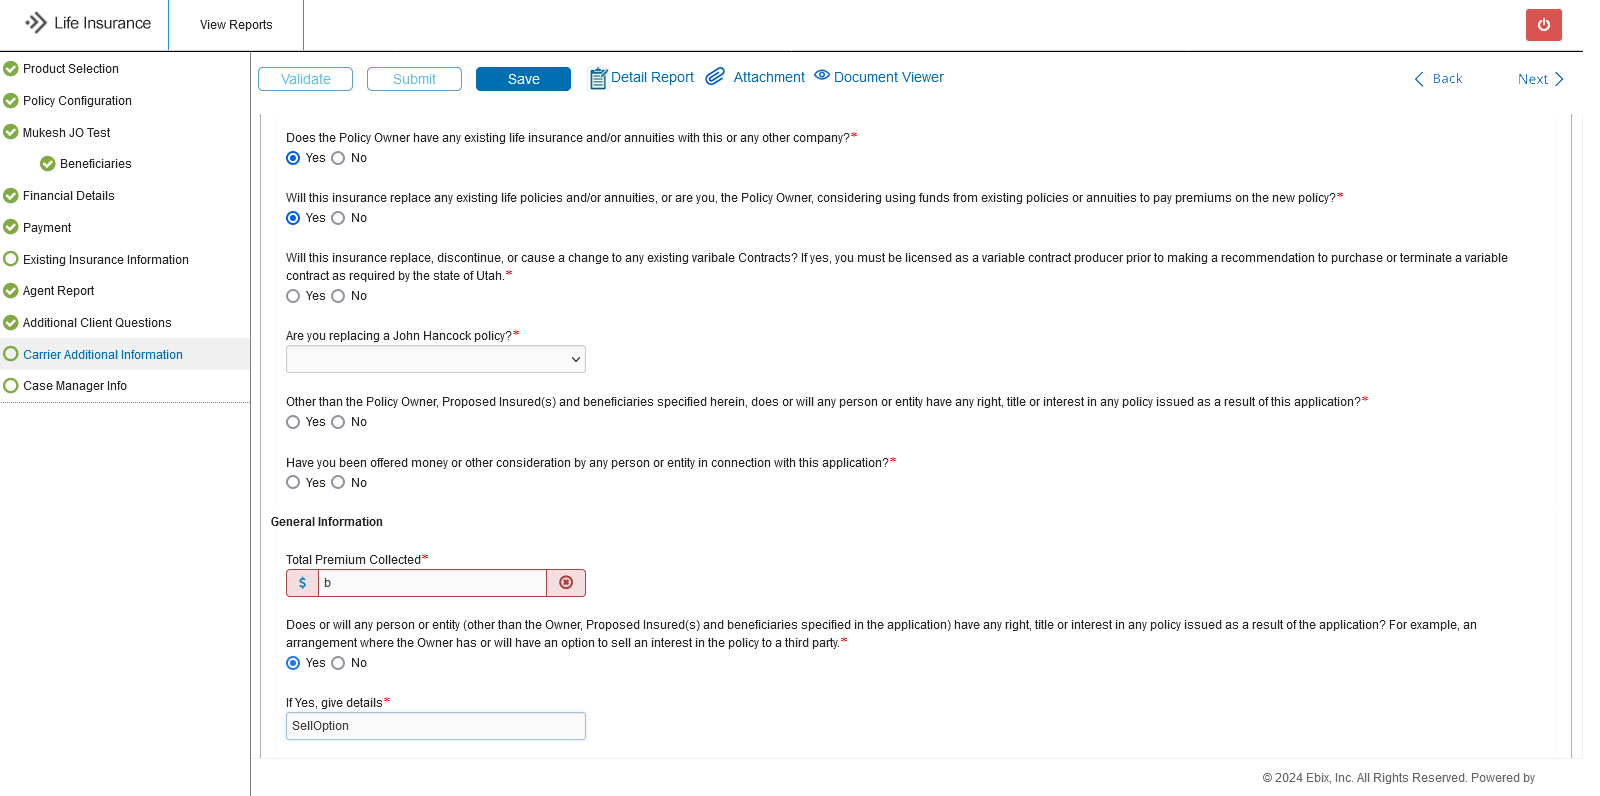 Life Insurance
View Reports
Product Selection
Policy Configuration
Mukesh JO Test
Beneficiaries
Financial Details
Payment
Existing Insurance Information
Agent Report
Additional Client Questions
Carrier Additional Information
Case Manager Info
Validate
Submit
Save
Detail Report
Attachment
Document Viewer
Back
Next
Does the Policy Owner have any existing life insurance and/or annuities with this or any other company?*
Yes No
Will this insurance replace any existing life policies and/or annuities, or are you, the Policy Owner, considering using funds from existing policies or annuities to pay premiums on the new policy?*
Yes No
Will this insurance replace, discontinue, or cause a change to any existing varibale Contracts? If yes, you must be licensed as a variable contract producer prior to making a recommendation to purchase or terminate a variable
contract as required by the state of Utah.*
Yes No
Are you replacing a John Hancock policy?*
Other than the Policy Owner, Proposed Insured(s) and beneficiaries specified herein, does or will any person or entity have any right, title or interest in any policy issued as a result of this application?*
Yes No
Have you been offered money or other consideration by any person or entity in connection with this application?*
Yes No
General Information
Total Premium Collected*
$ b
Does or will any person or entity (other than the Owner, Proposed Insured(s) and beneficiaries specified in the application) have any right, title or interest in any policy issued as a result of the application? For example, an
arrangement where the Owner has or will have an option to sell an interest in the policy to a third party.*
Yes No
If Yes, give details*
SellOption
© 2024 Ebix, Inc. All Rights Reserved. Powered by